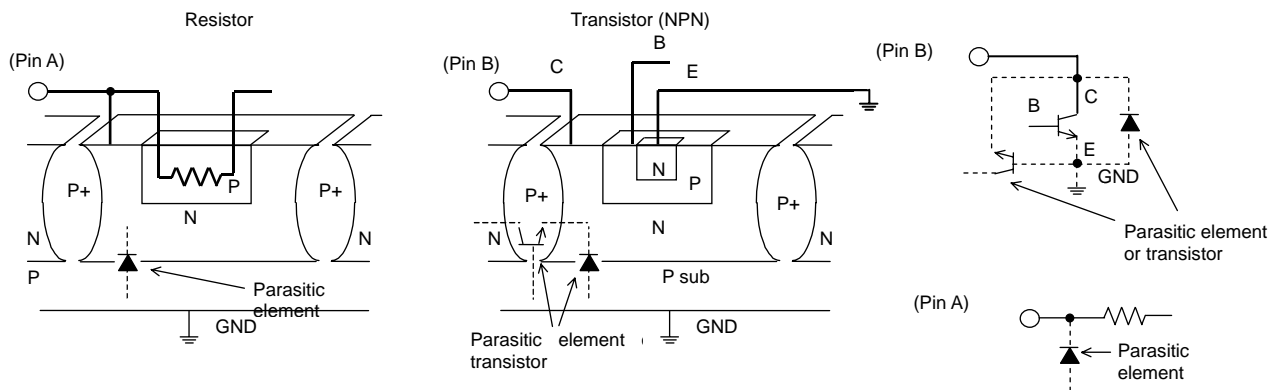 Resistor
(Pin A)
P+
P
N
P+
N
N
P
Parasitic
element
GND
Transistor (NPN)
B
(Pin B)
C
E
N
P
P+
P+
N
N
N
P sub
Parasitic element
transistor
GND
(Pin B)
B
C
E
GND
Parasitic element
or transistor
(Pin A)
Parasitic
element